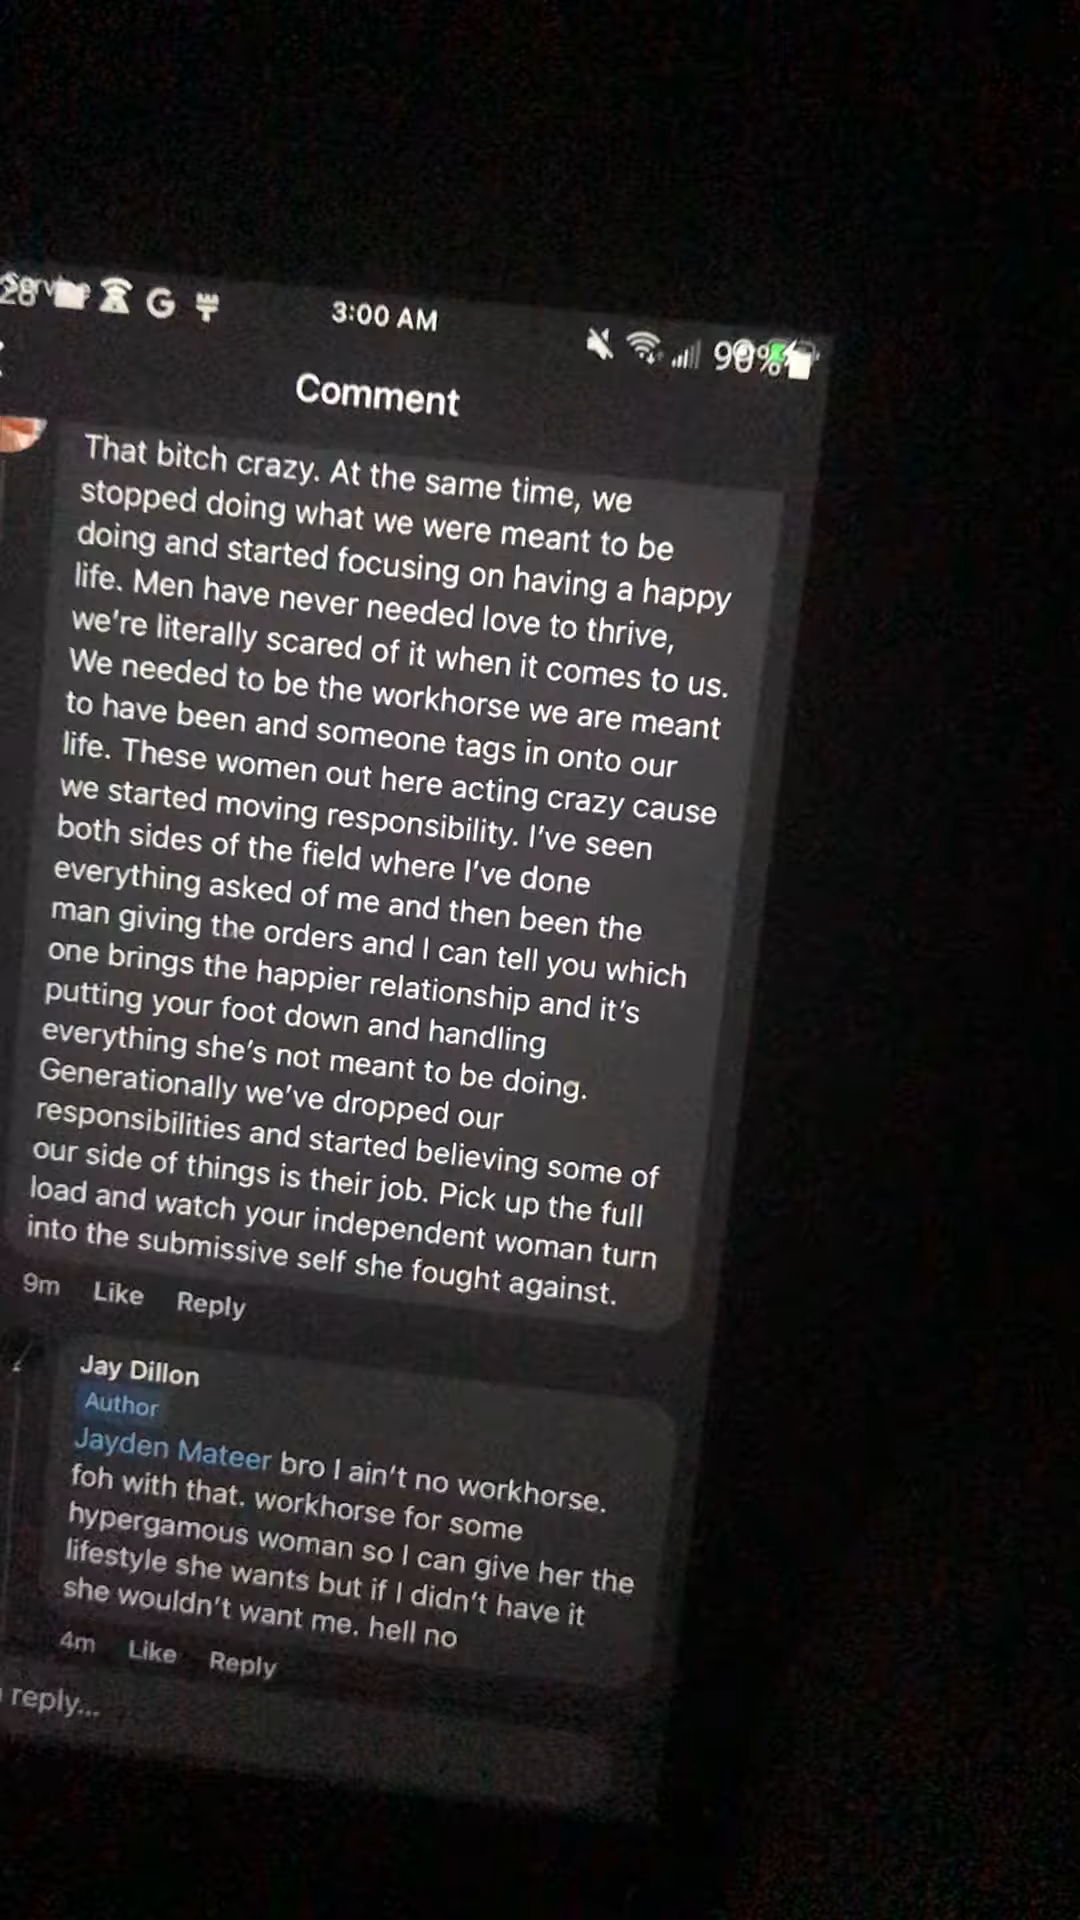 3:00 AM
Comment
That bitch crazy. At the same time, we
stopped doing what we were meant to be
doing and started focusing on having a happy
life. Men have never needed love to thrive,
we're literally scared of it when it comes to us.
We needed to be the workhorse we are meant
to have been and someone tags in onto our
life. These women out here acting crazy cause
we started moving responsibility. I've seen
both sides of the field where I've done
everything asked of me and then been the
man giving the orders and I can tell you which
one brings the happier relationship and it's
putting your foot down and handling
everything she's not meant to be doing.
Generationally we've dropped our
responsibilities and started believing some of
our side of things is their job. Pick up the full
load and watch your independent woman turn
into the submissive self she fought against.
9m Like Reply
Jay Dillon
Author
Jayden Mateer bro I ain't no workhorse.
foh with that. workhorse for some
hypergamous woman so I can give her the
lifestyle she wants but if I didn't have it
she wouldn't want me. hell no
4m Like Reply
reply...